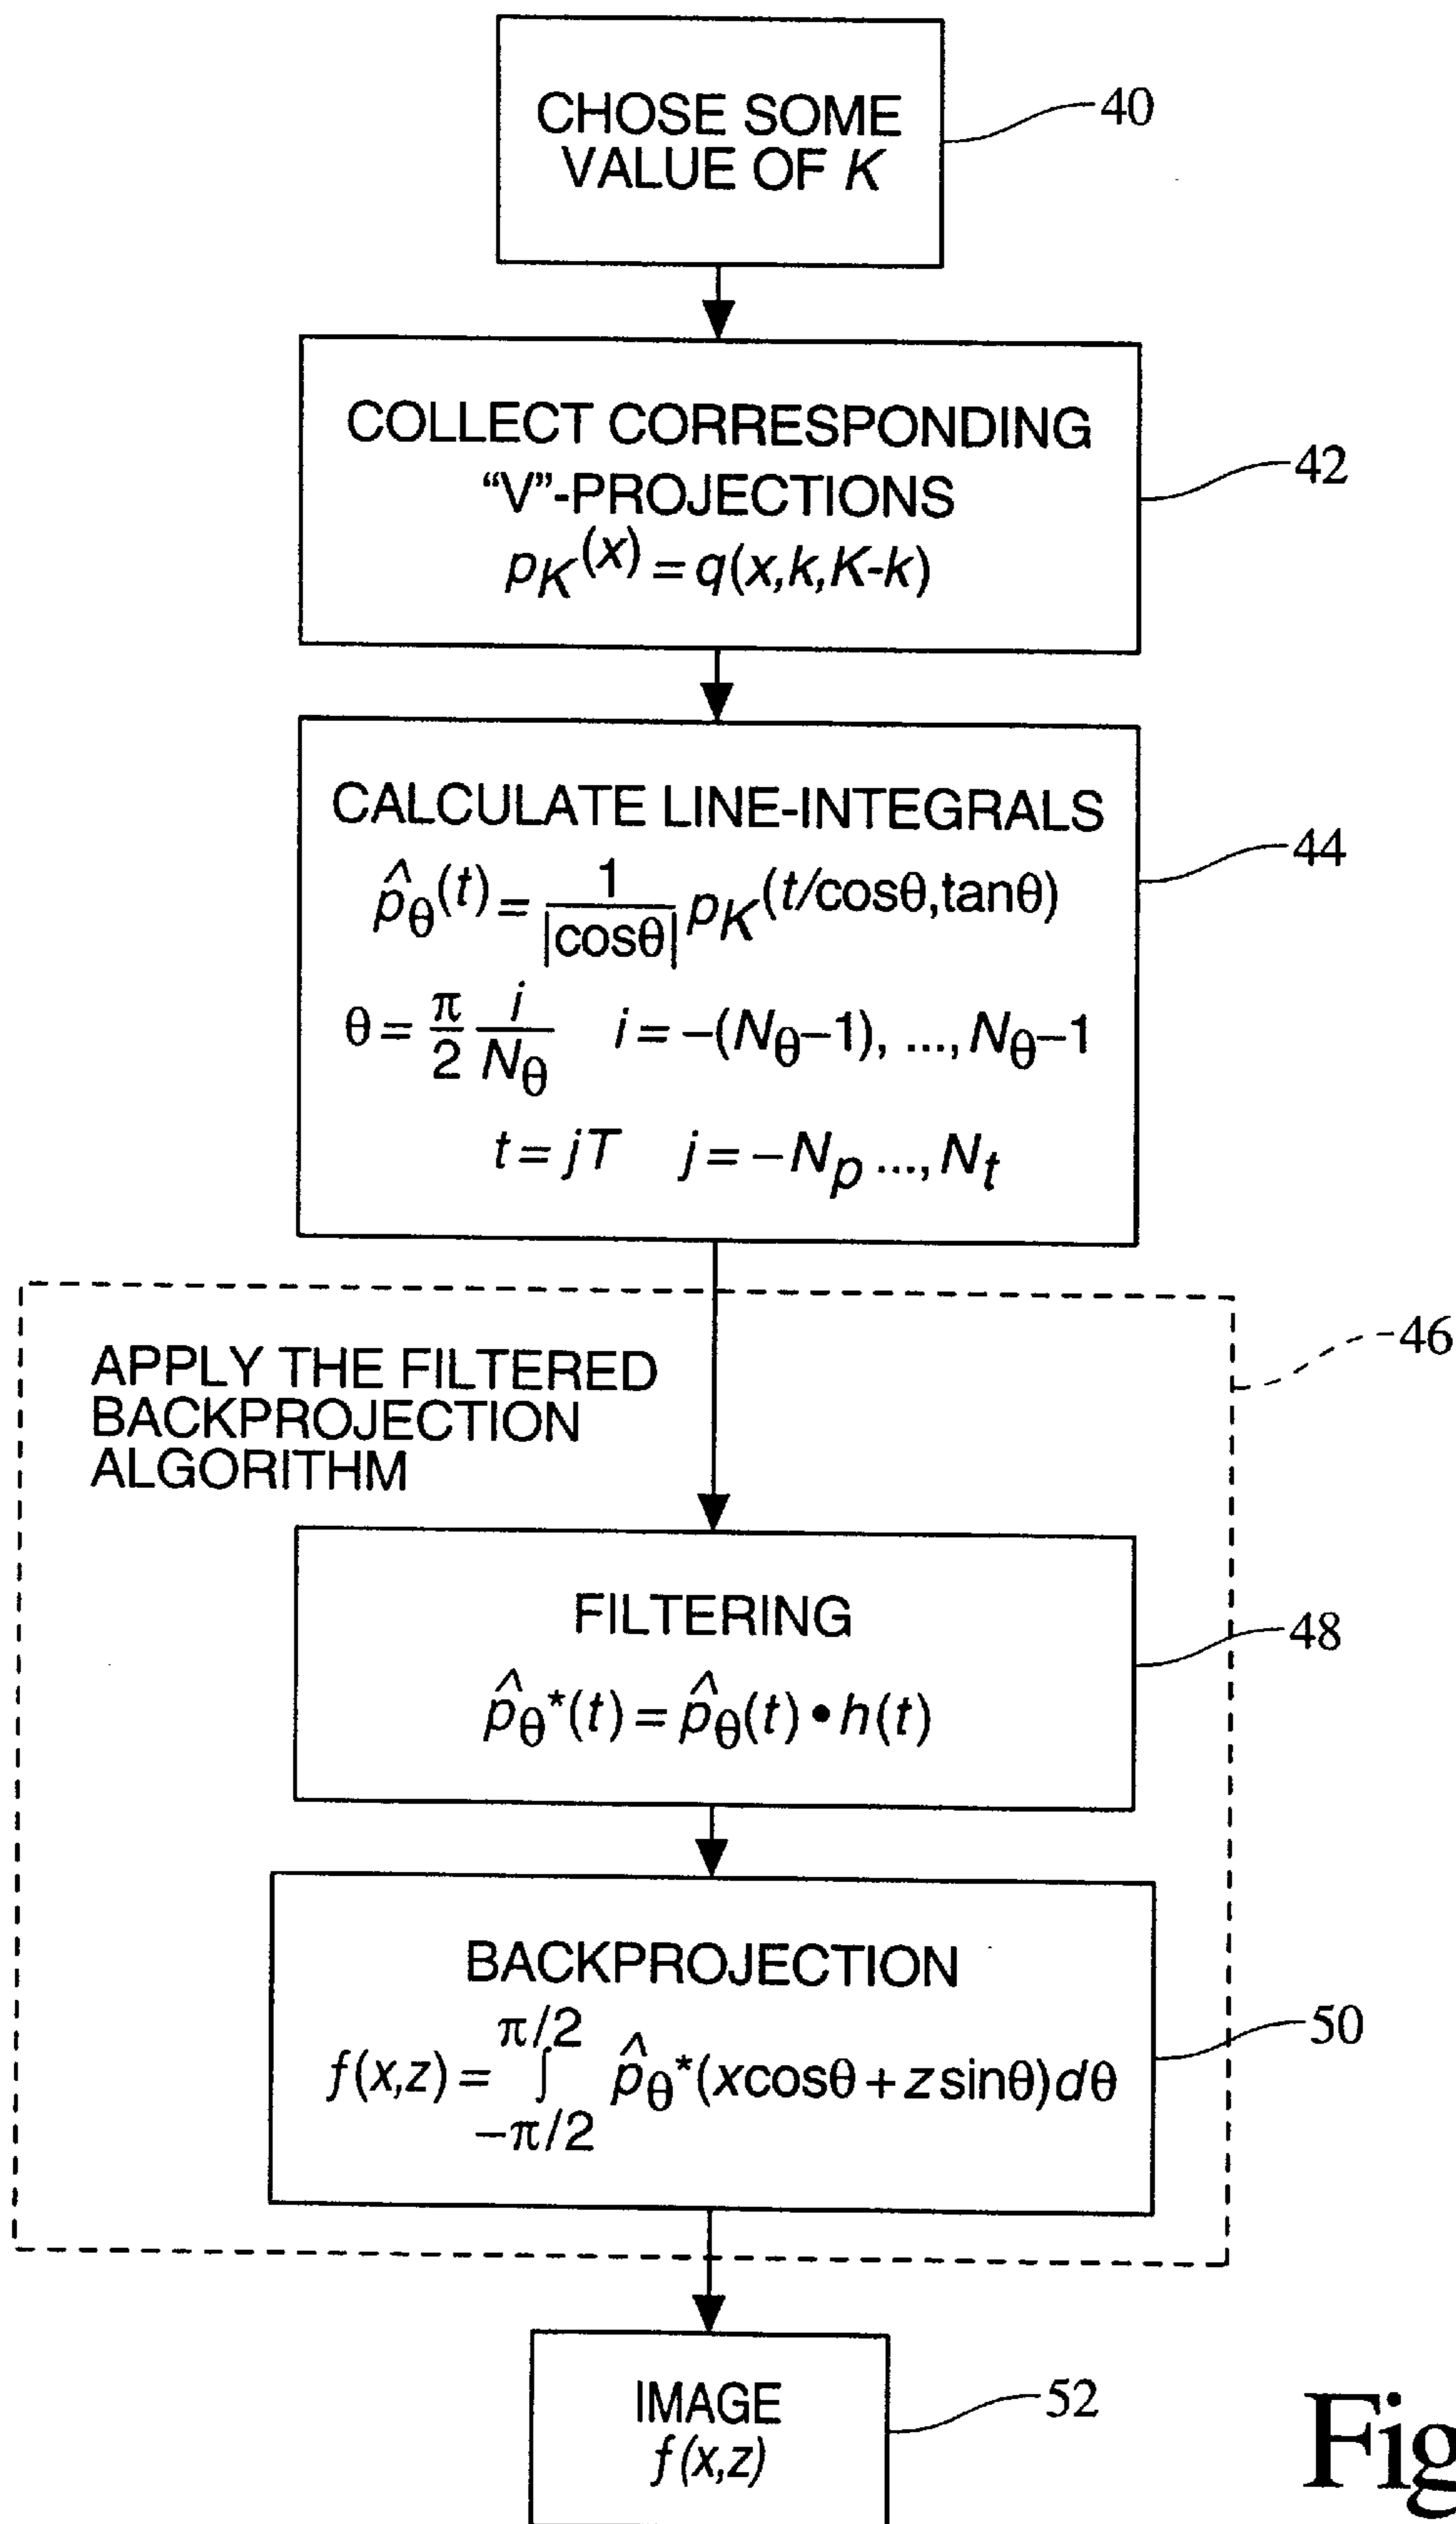 CHOSE SOME
VALUE OF K
40
COLLECT CORRESPONDING
“V”-PROJECTIONS
p_K(x) = q(x,k,K-k)
42
CALCULATE LINE-INTEGRALS
p̂_θ(t) = 1/|cosθ| p_K(t/cosθ,tanθ)
θ = π/2 i/N_θ i = −(N_θ−1), ..., N_θ−1
t = jT j = −N_p ..., N_t
44
APPLY THE FILTERED
BACKPROJECTION
ALGORITHM
46
FILTERING
p̂_θ*(t) = p̂_θ(t) • h(t)
48
BACKPROJECTION
f(x,z) = ∫_{−π/2}^{π/2} p̂_θ*(xcosθ + zsinθ)dθ
50
IMAGE
f(x,z)
52
Fig